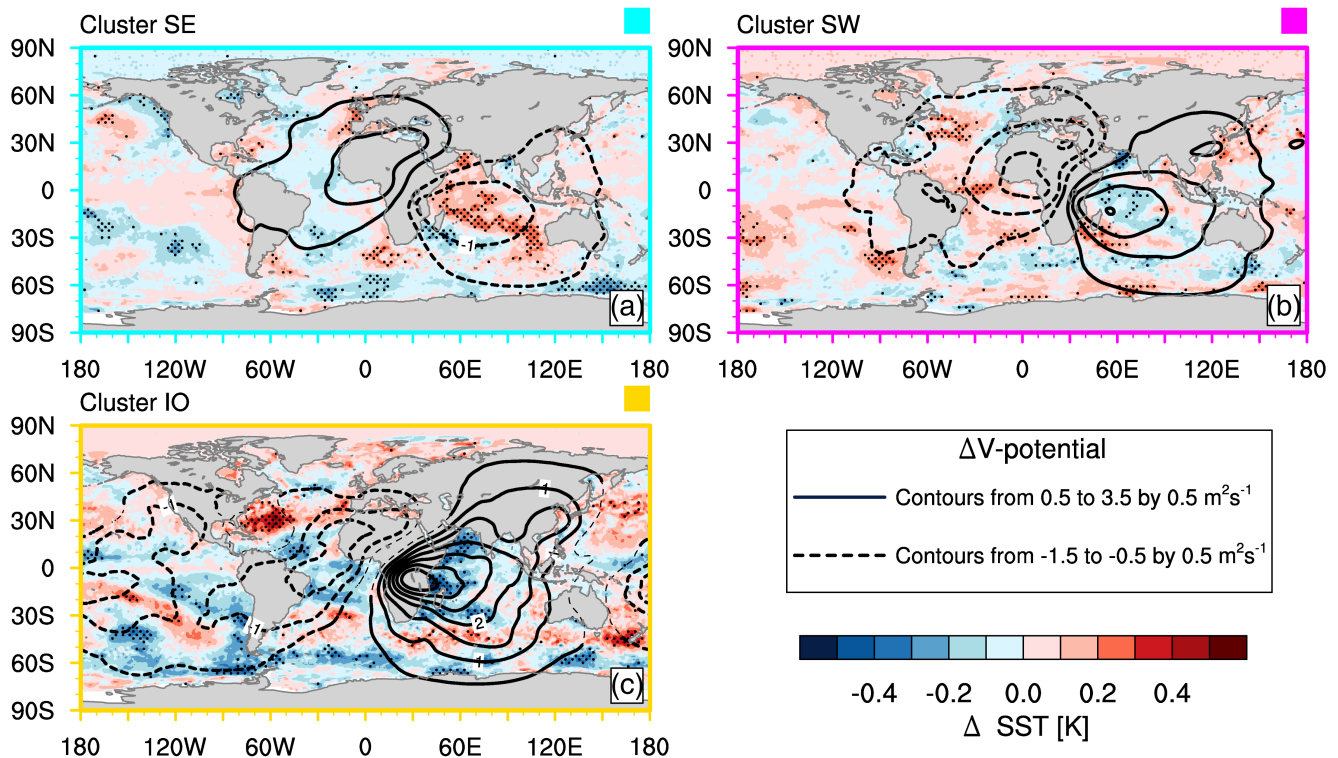 Cluster SE
Cluster SW
90N
60N
30N
0
30S
60S
90S
-1
(a)
180 120W 60W 0 60E 120E 180
90N
60N
30N
0
30S
60S
90S
(b)
180 120W 60W 0 60E 120E 180
Cluster IO
90N
60N
30N
0
30S
60S
90S
1
-1
2
1
(c)
180 120W 60W 0 60E 120E 180
ΔV-potential
Contours from 0.5 to 3.5 by 0.5 m²s⁻¹
Contours from -1.5 to -0.5 by 0.5 m²s⁻¹
-0.4 -0.2 0.0 0.2 0.4
Δ SST [K]